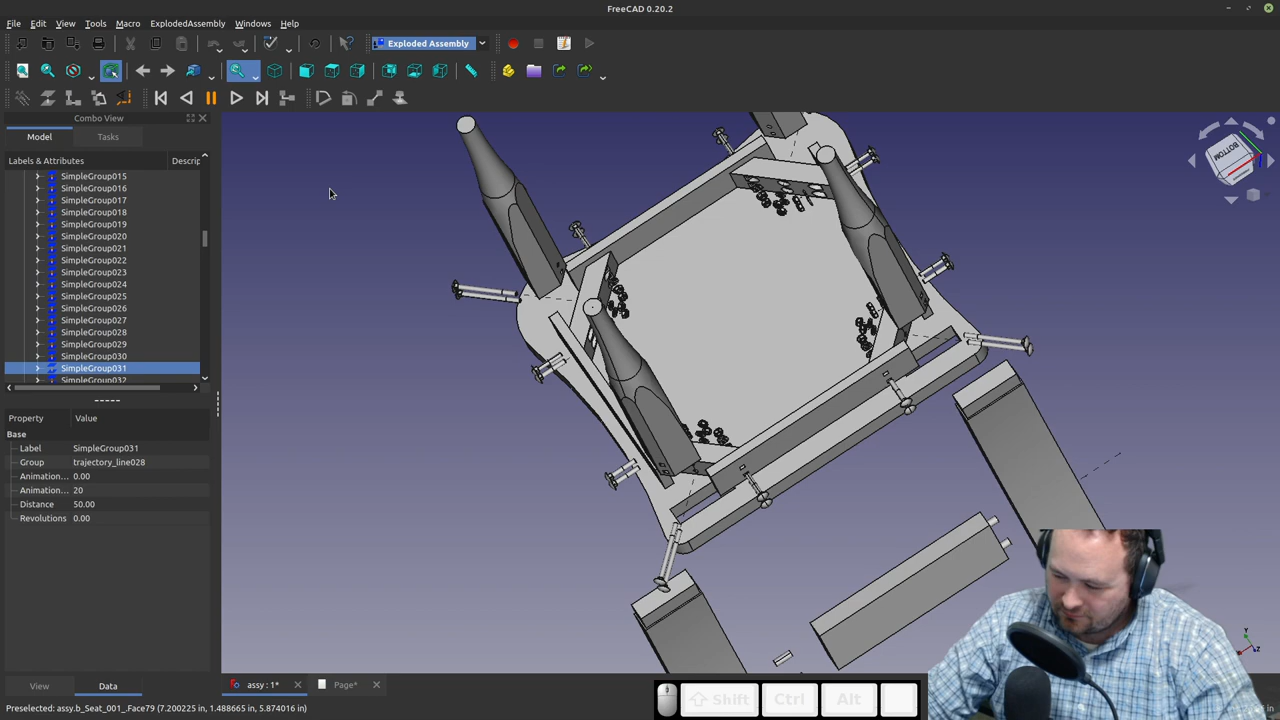 FreeCAD 0.20.2
File Edit View Tools Macro ExplodedAssembly Windows Help
Exploded Assembly
Combo View
Model Tasks
Labels & Attributes Descrip
SimpleGroup015
SimpleGroup016
SimpleGroup017
SimpleGroup018
SimpleGroup019
SimpleGroup020
SimpleGroup021
SimpleGroup022
SimpleGroup023
SimpleGroup024
SimpleGroup025
SimpleGroup026
SimpleGroup027
SimpleGroup028
SimpleGroup029
SimpleGroup030
SimpleGroup031
SimpleGroup032
BOTTOM
Property Value
Base
Label SimpleGroup031
Group trajectory_line028
Animation... 0.00
Animation... 20
Distance 50.00
Revolutions 0.00
View Data
assy : 1*
Page*
Shift Ctrl Alt
Preselected: assy.b_Seat_001_.Face79 (7.200225 in, 1.488665 in, 5.874016 in)
Y